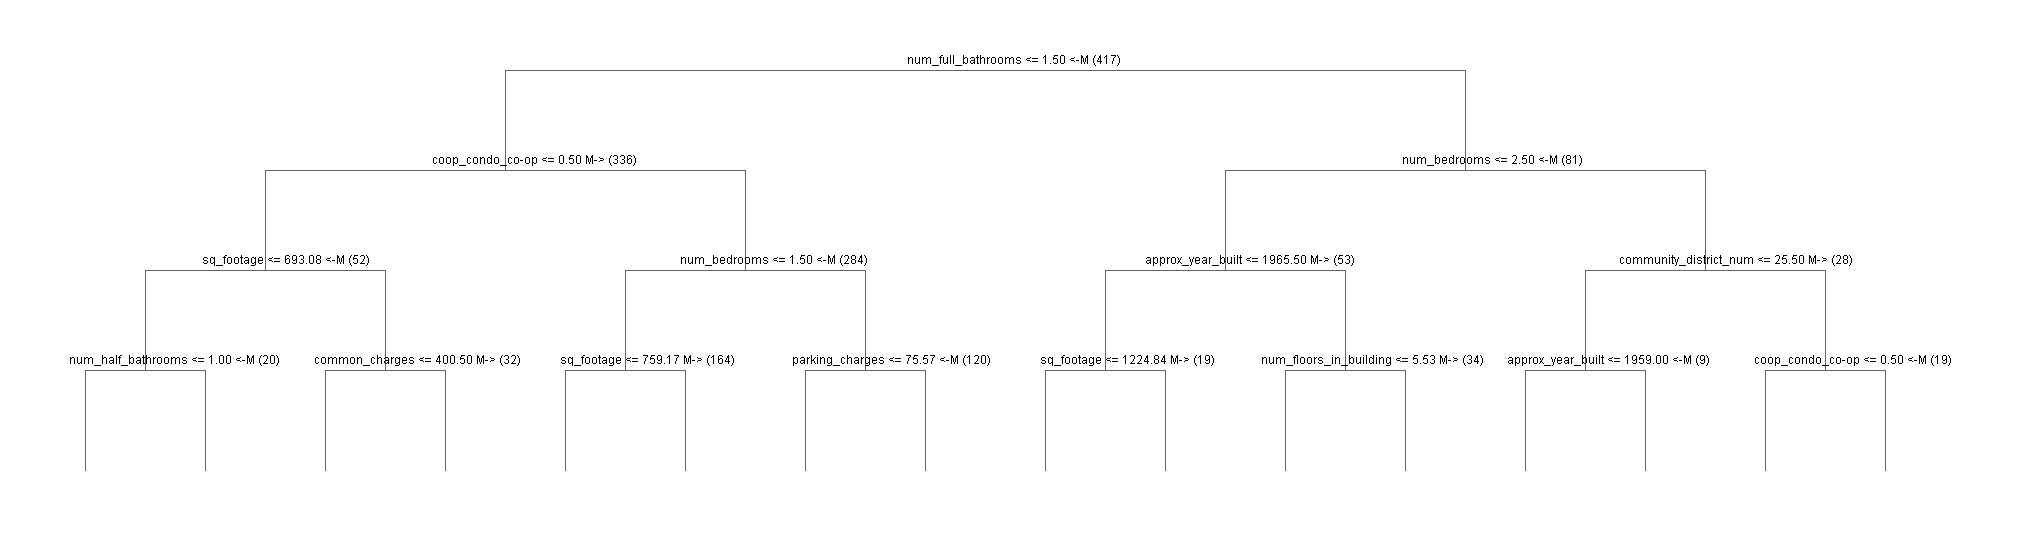 num_full_bathrooms <= 1.50 <-M (417)
coop_condo_co-op <= 0.50 M-> (336)
num_bedrooms <= 2.50 <-M (81)
sq_footage <= 693.08 <-M (52)
num_bedrooms <= 1.50 <-M (284)
approx_year_built <= 1965.50 M-> (53)
community_district_num <= 25.50 M-> (28)
num_half_bathrooms <= 1.00 <-M (20)
common_charges <= 400.50 M-> (32)
sq_footage <= 759.17 M-> (164)
parking_charges <= 75.57 <-M (120)
sq_footage <= 1224.84 M-> (19)
num_floors_in_building <= 5.53 M-> (34)
approx_year_built <= 1959.00 <-M (9)
coop_condo_co-op <= 0.50 <-M (19)